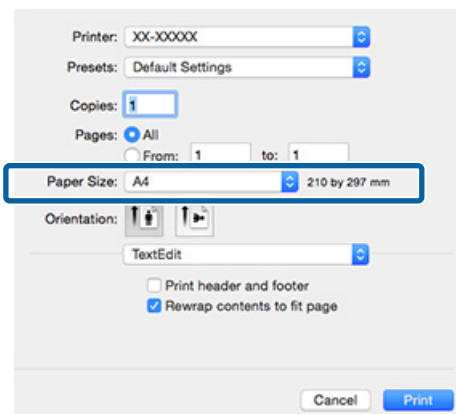 Printer: XX-XXXXX
Presets: Default Settings
Copies: 1
Pages: All
From: 1 to: 1
Paper Size: A4 210 by 297 mm
Orientation:
TextEdit
Print header and footer
Rewrap contents to fit page
Cancel Print